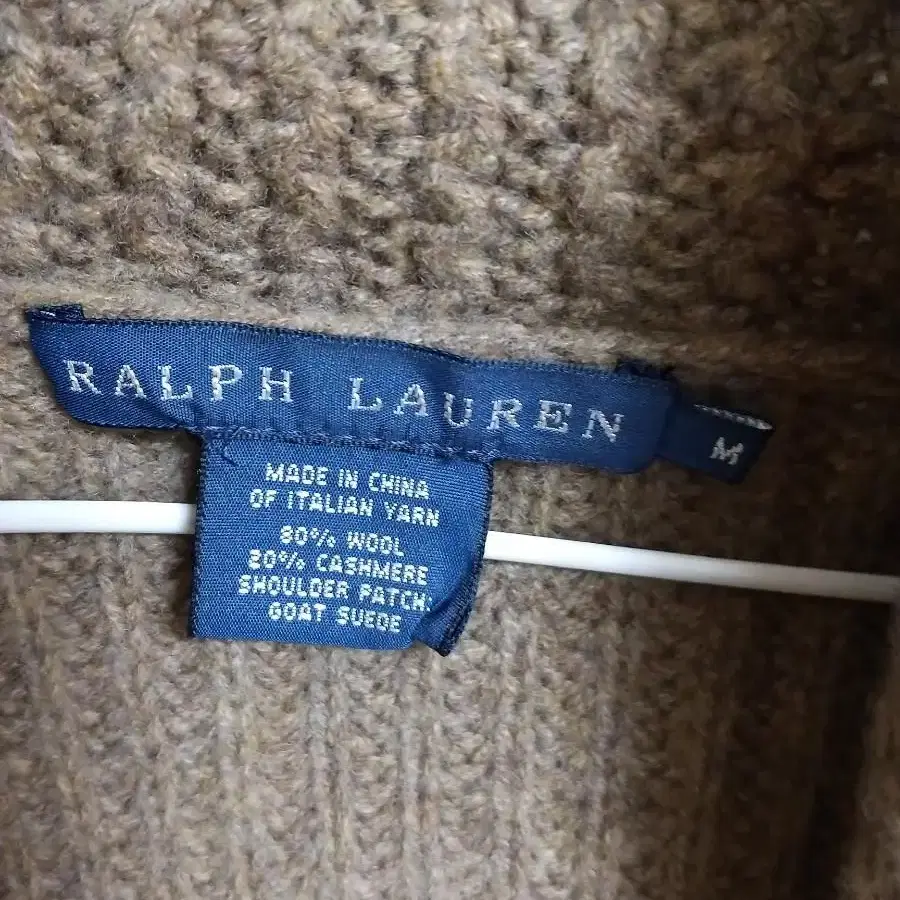 RALPH LAUREN
M
MADE IN CHINA
OF ITALIAN YARN
80% WOOL
20% CASHMERE
SHOULDER PATCH:
GOAT SUEDE